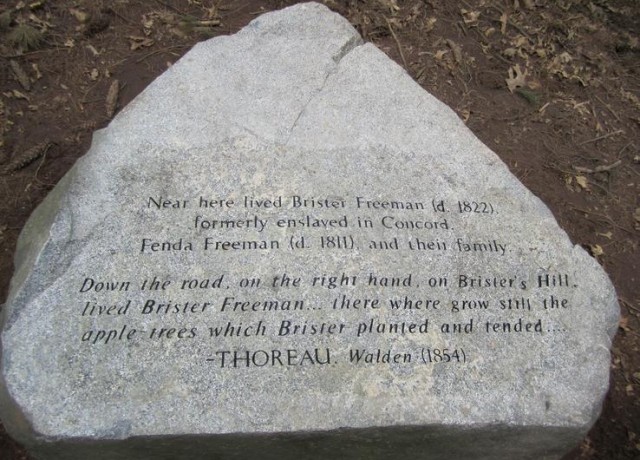 Near here lived Brister Freeman (d. 1822),
formerly enslaved in Concord,
Fenda Freeman (d. 1811), and their family.
Down the road, on the right hand, on Brister's Hill,
lived Brister Freeman... there where grow still the
apple-trees which Brister planted and tended....
-THOREAU, Walden (1854)